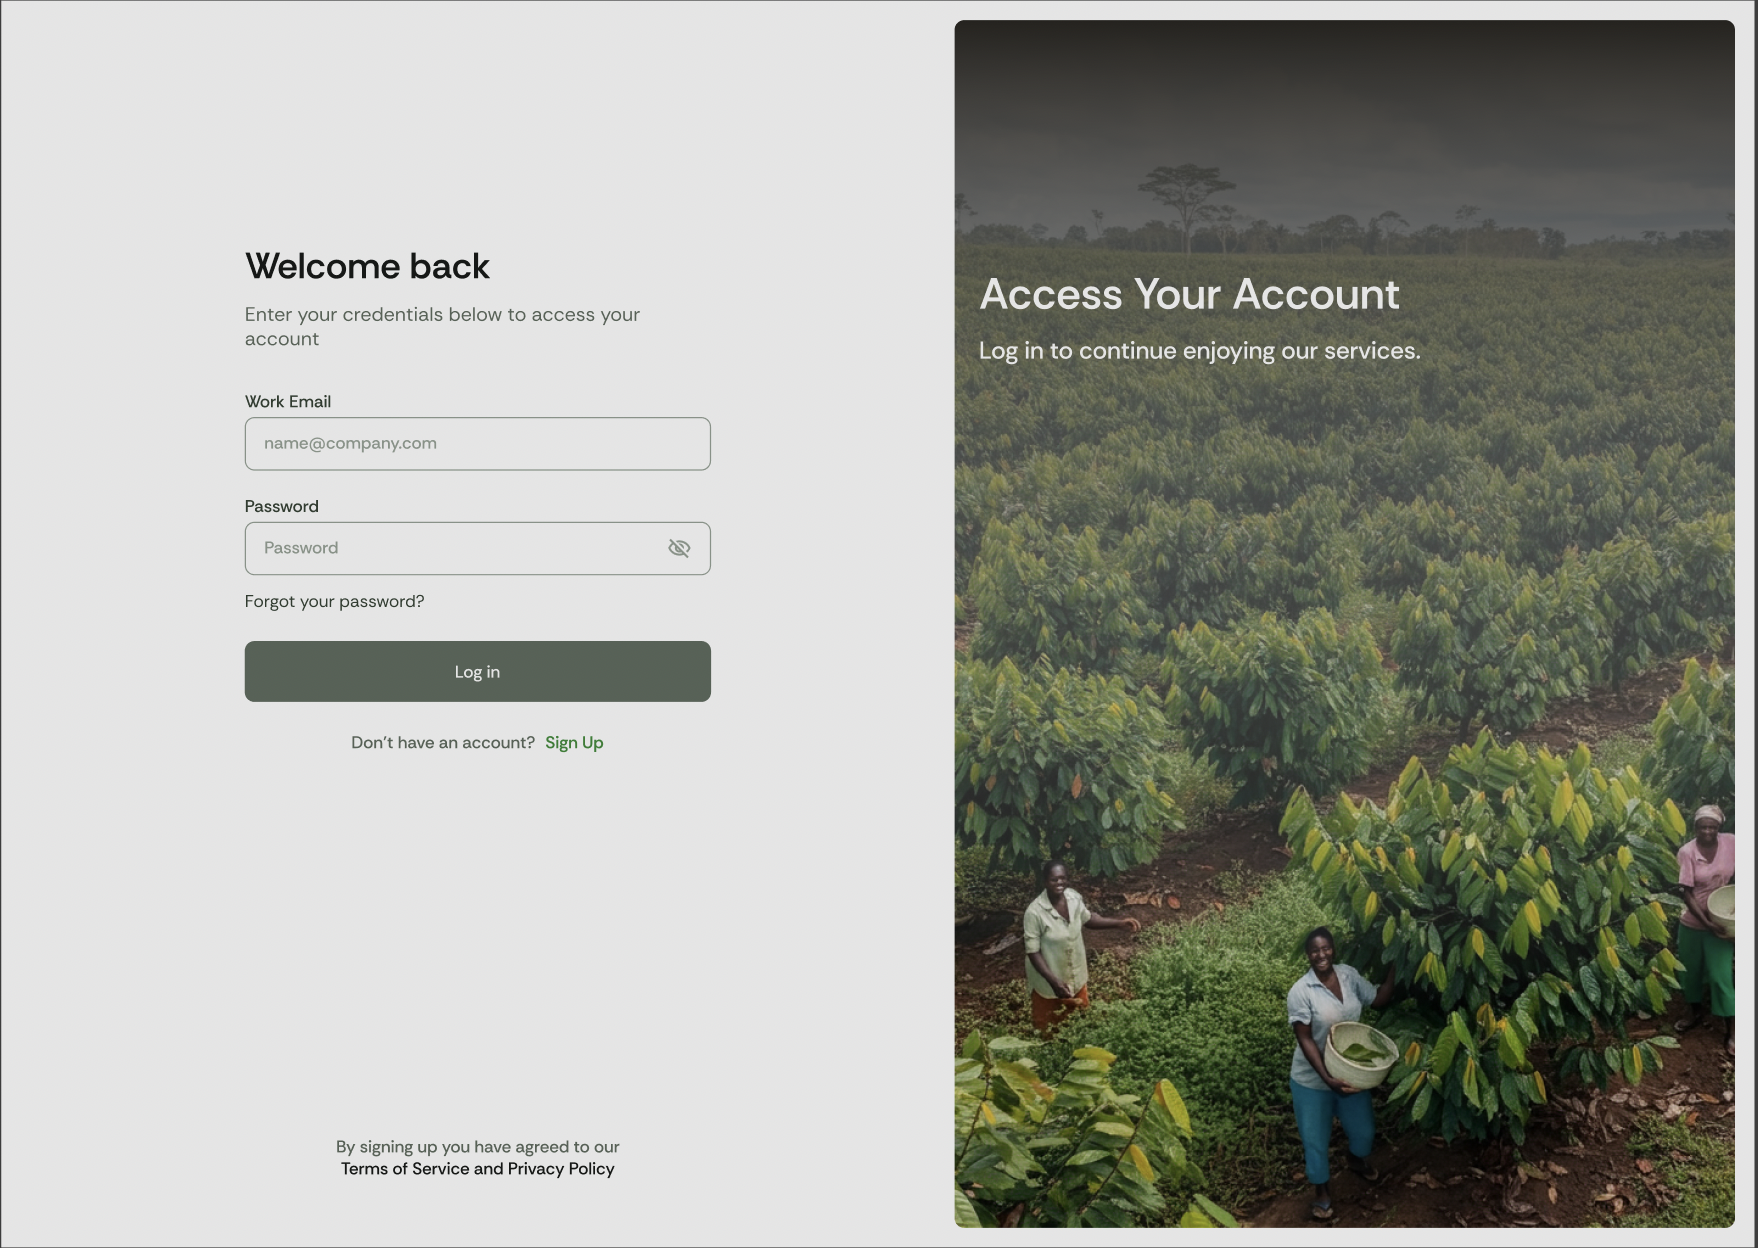 Welcome back
Enter your credentials below to access your
account
Work Email
name@company.com
Password
Password
Forgot your password?
Log in
Don't have an account? Sign Up
By signing up you have agreed to our
Terms of Service and Privacy Policy
Access Your Account
Log in to continue enjoying our services.